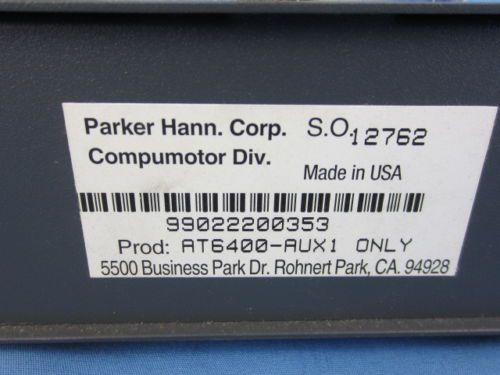 Parker Hann. Corp. S.O. 12762
Compumotor Div.
Made in USA
99022200353
Prod: AT6400-AUX1 ONLY
5500 Business Park Dr. Rohnert Park, CA. 94928